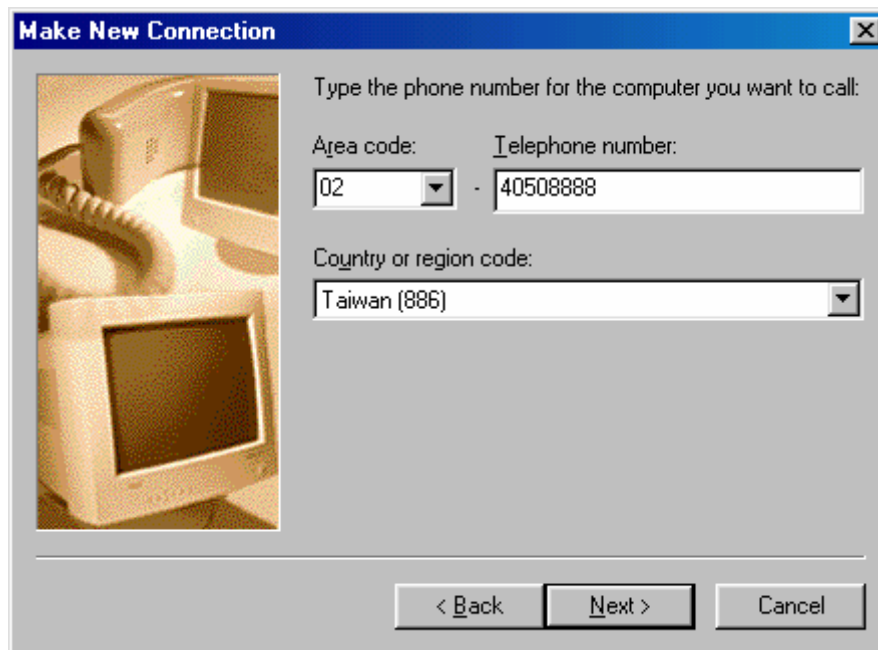 Make New Connection
Type the phone number for the computer you want to call:
Area code: Telephone number:
02 - 40508888
Country or region code:
Taiwan (886)
< Back Next > Cancel